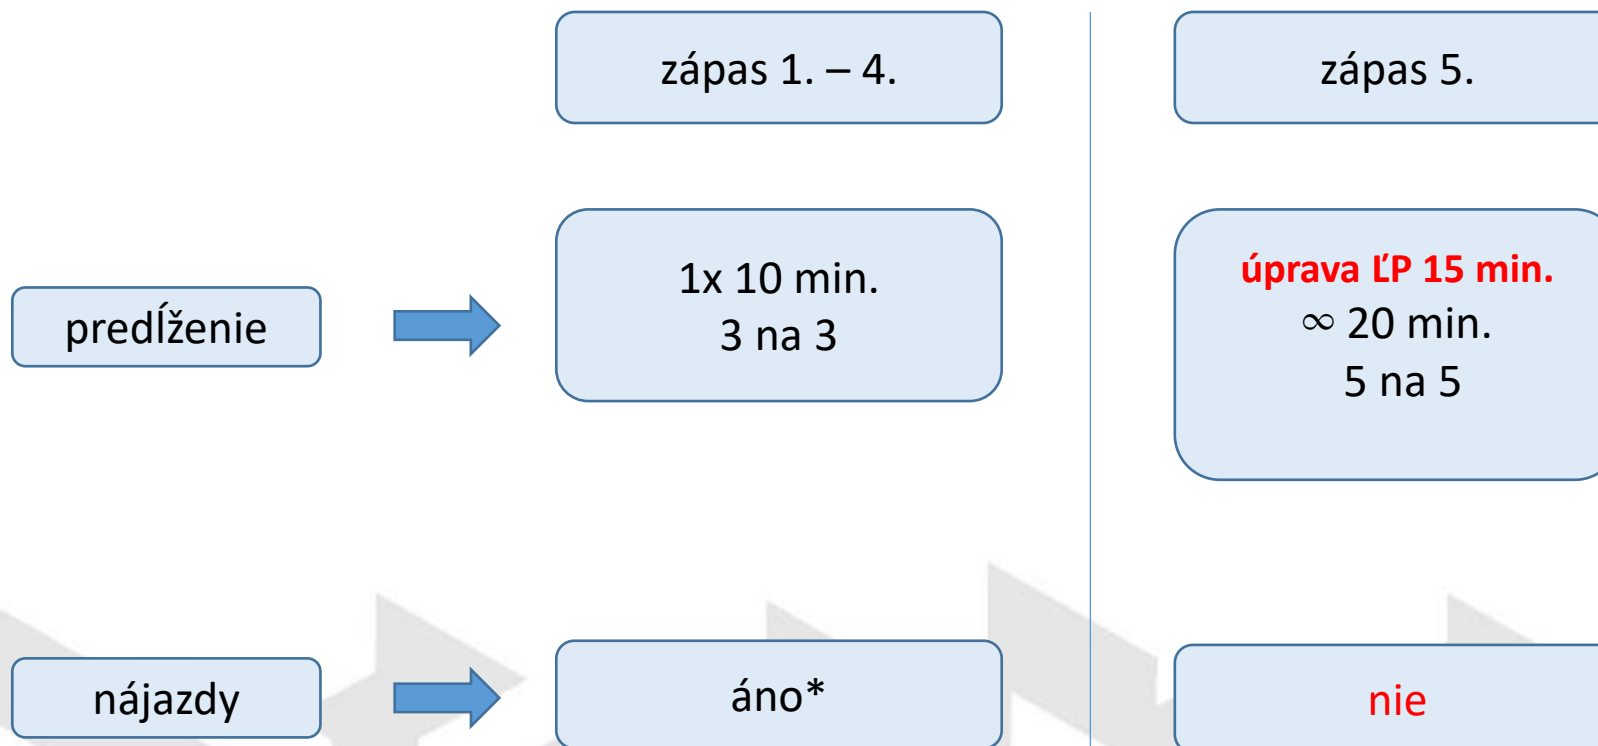 zápas 1. – 4.
zápas 5.
predĺženie
1x 10 min.
3 na 3
úprava ĽP 15 min.
∞ 20 min.
5 na 5
nájazdy
áno*
nie